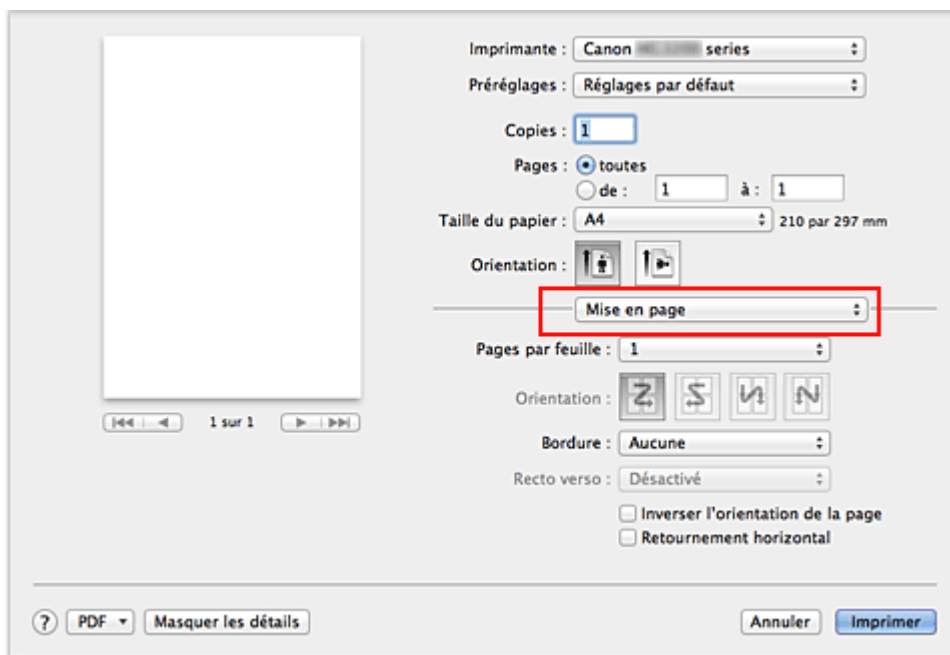 Imprimante : Canon series
Préréglages : Réglages par défaut
Copies : 1
Pages : toutes
de : 1 à : 1
Taille du papier : A4 210 par 297 mm
Orientation :
Mise en page
Pages par feuille : 1
Orientation :
1 sur 1
Bordure : Aucune
Recto verso : Désactivé
Inverser l'orientation de la page
Retournement horizontal
? PDF Masquer les détails Annuler Imprimer